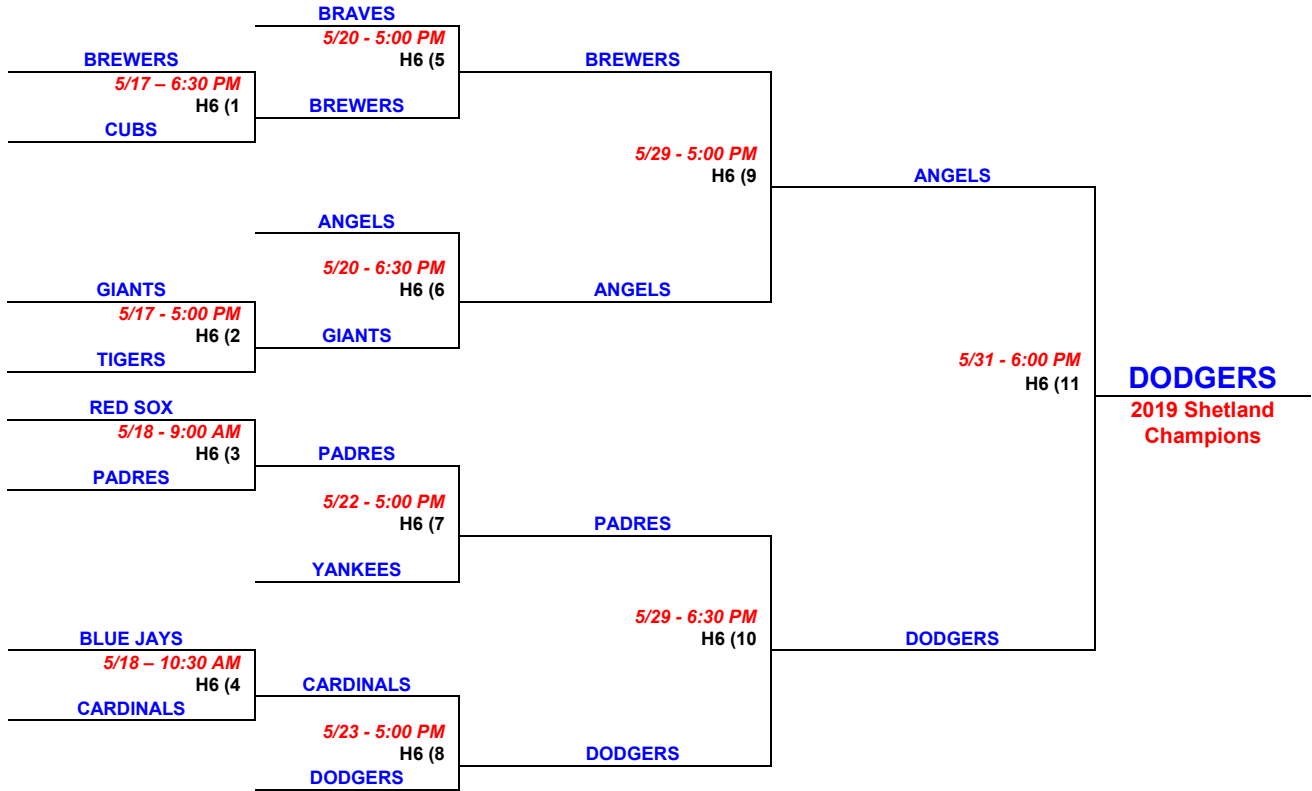 BRAVES
5/20 - 5:00 PM
H6 (5
BREWERS
BREWERS
5/17 – 6:30 PM
H6 (1
BREWERS
CUBS
5/29 - 5:00 PM
H6 (9
ANGELS
ANGELS
5/20 - 6:30 PM
H6 (6
GIANTS
ANGELS
5/17 - 5:00 PM
H6 (2
GIANTS
TIGERS
5/31 - 6:00 PM
H6 (11
DODGERS
2019 Shetland
Champions
RED SOX
5/18 - 9:00 AM
H6 (3
PADRES
PADRES
5/22 - 5:00 PM
H6 (7
PADRES
YANKEES
5/29 - 6:30 PM
H6 (10
BLUE JAYS
DODGERS
5/18 – 10:30 AM
H6 (4
CARDINALS
CARDINALS
5/23 - 5:00 PM
H6 (8
DODGERS
DODGERS